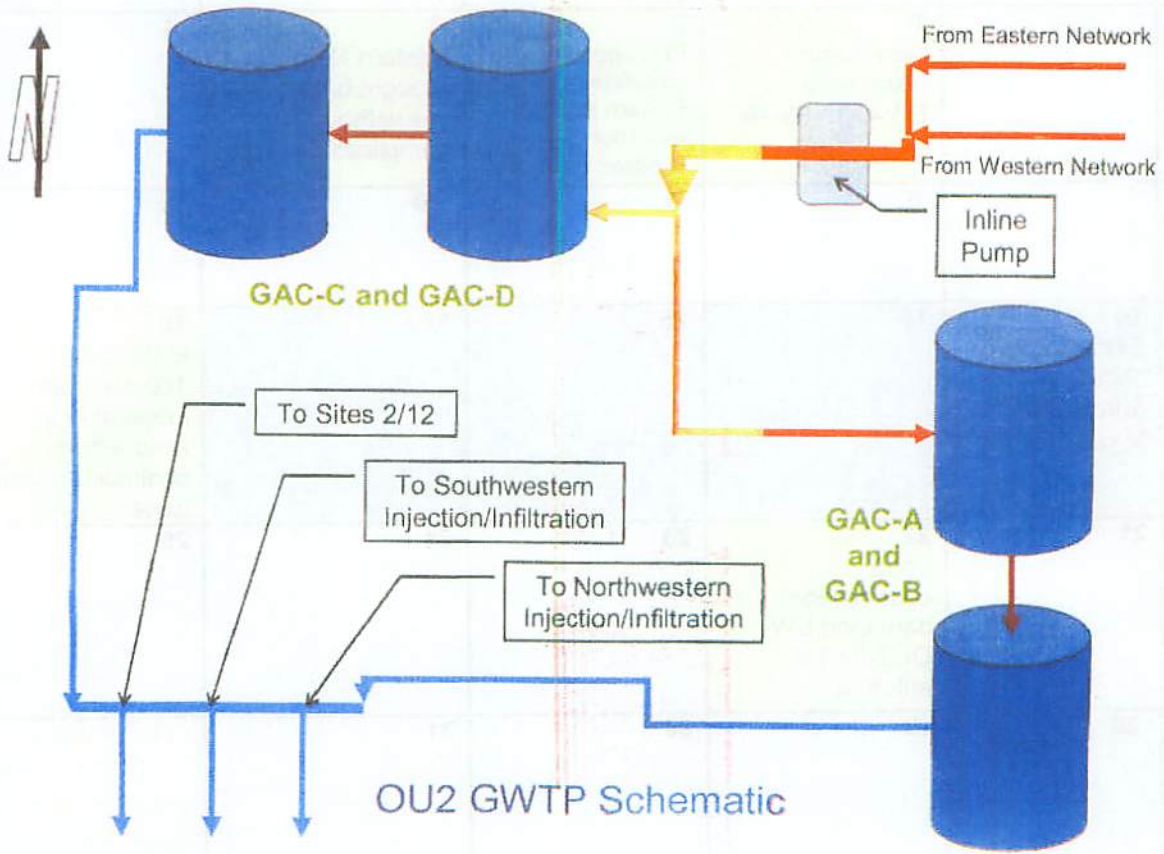 N
From Eastern Network
From Western Network
Inline
Pump
GAC-C and GAC-D
To Sites 2/12
To Southwestern
Injection/Infiltration
GAC-A
and
GAC-B
To Northwestern
Injection/Infiltration
OU2 GWTP Schematic